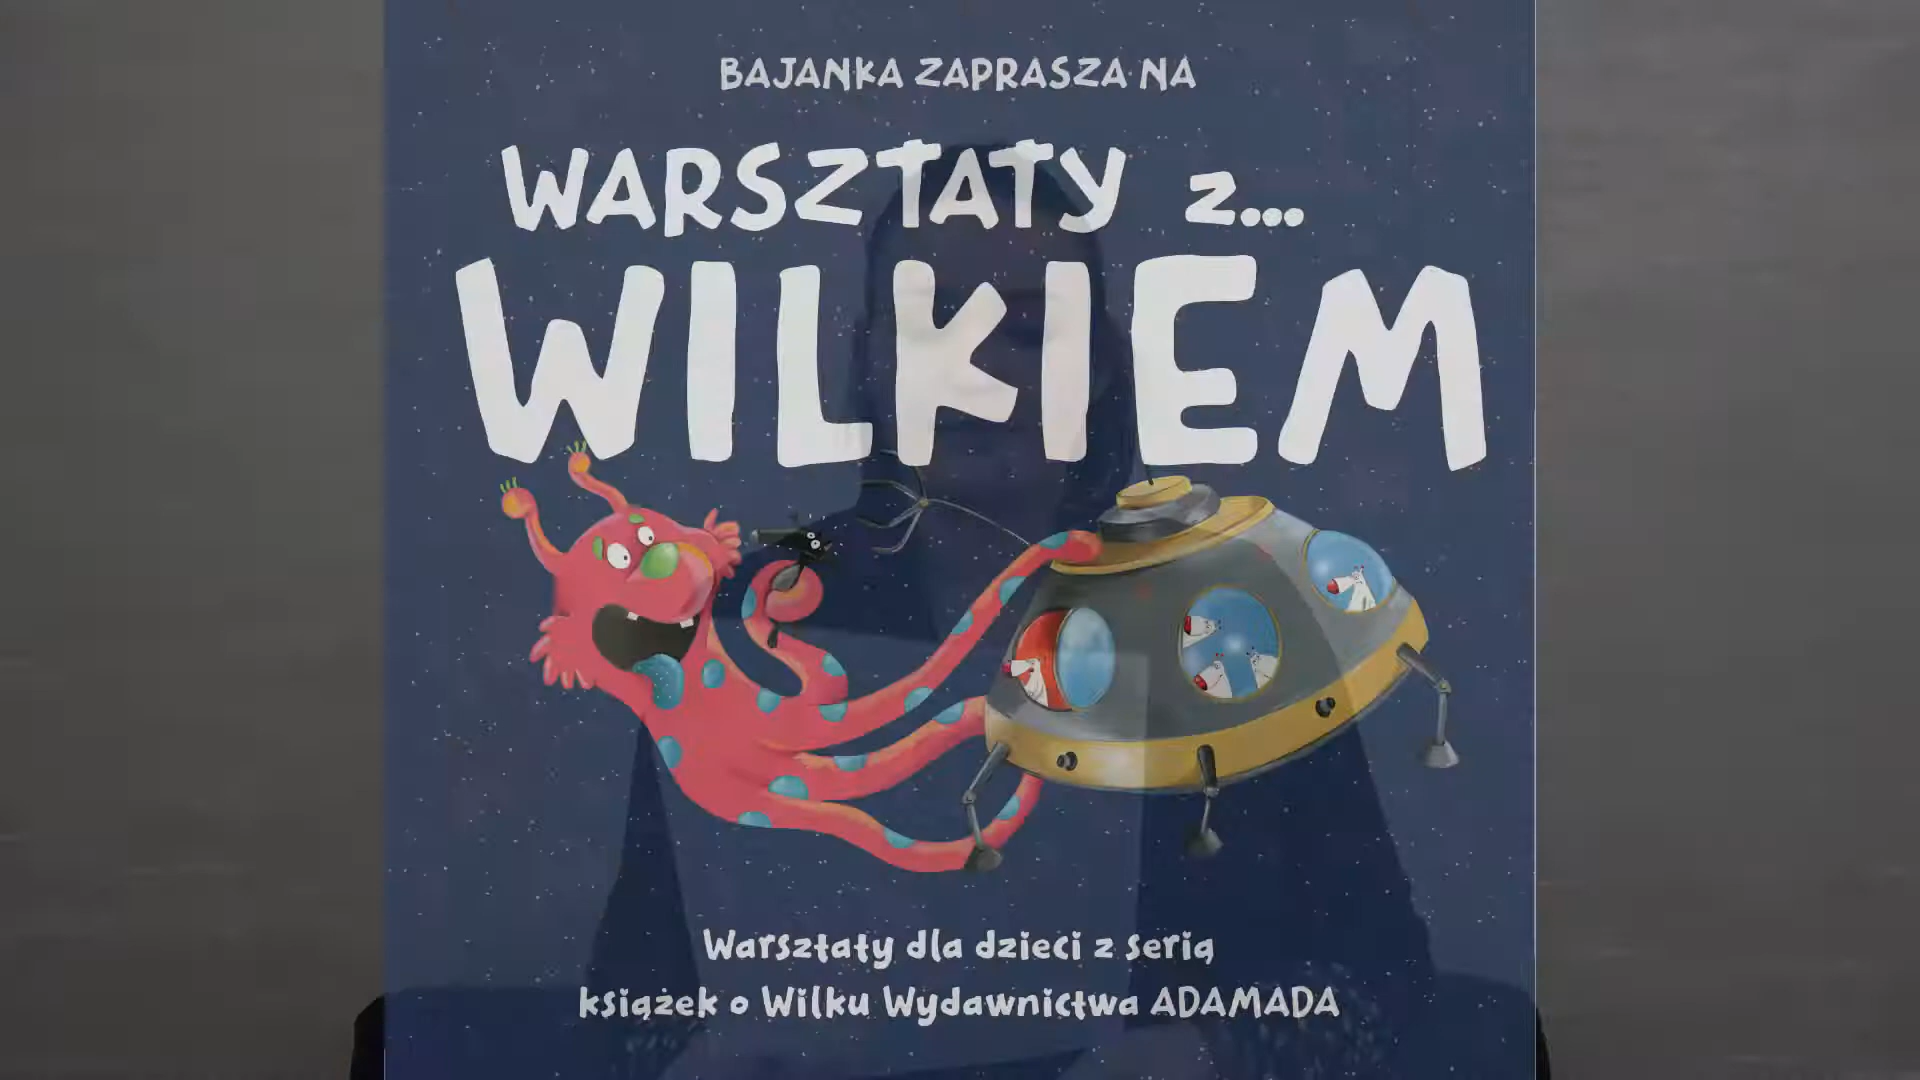 BAJANKA ZAPRASZA NA
WARSZTATY z...
WILKIEM
Warsztaty dla dzieci z serią
książek o Wilku Wydawnictwa ADAMADA